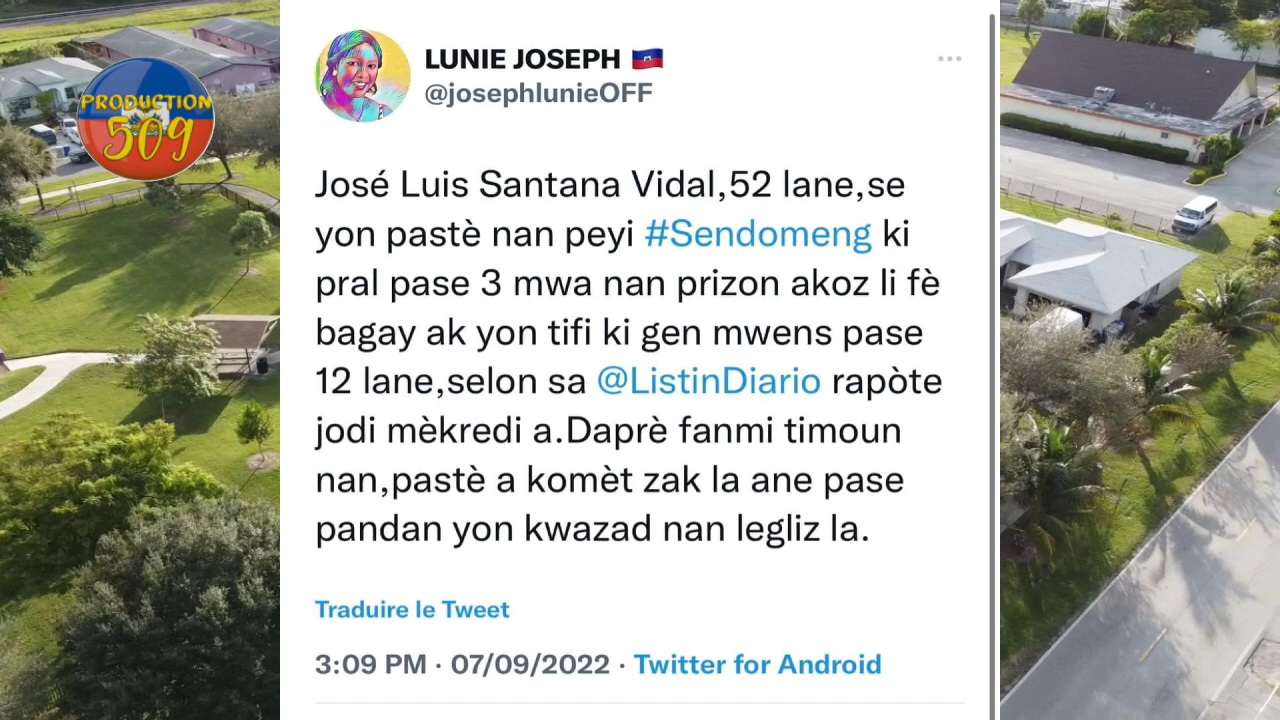 PRODUCTION
509
LUNIE JOSEPH 🇭🇹
@josephlunieOFF
José Luis Santana Vidal,52 lane,se
yon pastè nan peyi #Sendomeng ki
pral pase 3 mwa nan prizon akoz li fè
bagay ak yon tifi ki gen mwens pase
12 lane,selon sa @ListinDiario rapòte
jodi mèkredi a.Daprè fanmi timoun
nan,pastè a komèt zak la ane pase
pandan yon kwazad nan legliz la.
Traduire le Tweet
3:09 PM · 07/09/2022 · Twitter for Android